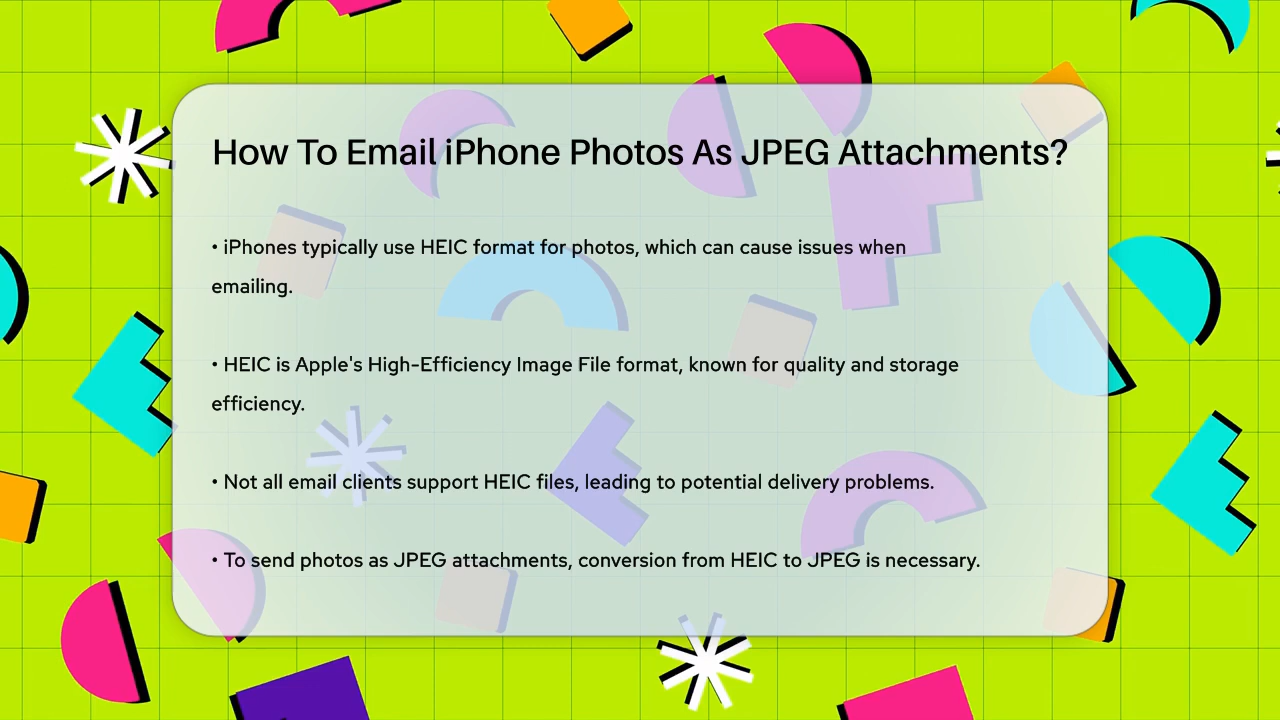 How To Email iPhone Photos As JPEG Attachments?
• iPhones typically use HEIC format for photos, which can cause issues when
emailing.
• HEIC is Apple's High-Efficiency Image File format, known for quality and storage
efficiency.
• Not all email clients support HEIC files, leading to potential delivery problems.
• To send photos as JPEG attachments, conversion from HEIC to JPEG is necessary.